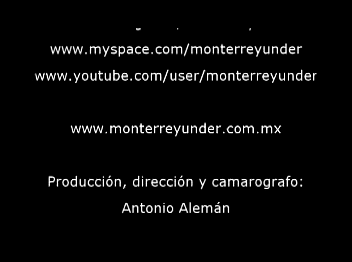 www.myspace.com/monterreyunder
www.youtube.com/user/monterreyunder
www.monterreyunder.com.mx
Producción, dirección y camarografo:
Antonio Alemán